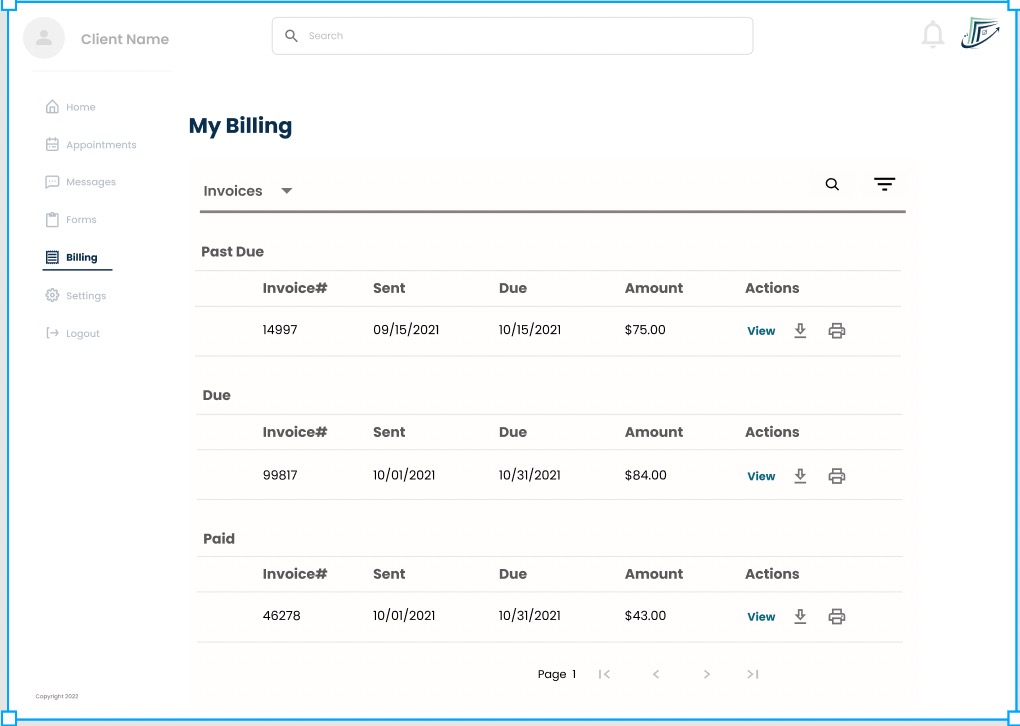 Client Name
Search
Home
Appointments
Messages
Forms
Billing
Settings
Logout
My Billing
Invoices
Past Due
Invoice# Sent Due Amount Actions
14997 09/15/2021 10/15/2021 $75.00 View
Due
Invoice# Sent Due Amount Actions
99817 10/01/2021 10/31/2021 $84.00 View
Paid
Invoice# Sent Due Amount Actions
46278 10/01/2021 10/31/2021 $43.00 View
Page 1
Copyright 2022